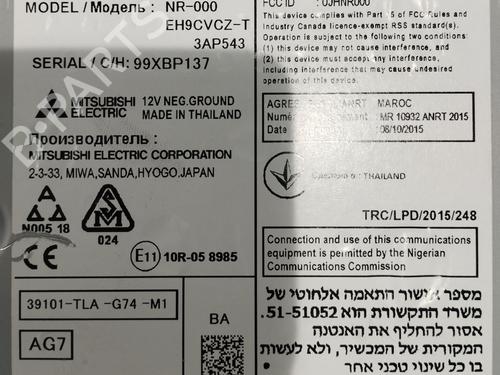 MODEL / Модель : NR-000
EH9CVCZ-T
3AP543
SERIAL / С/Н: 99XBP137
MITSUBISHI
ELECTRIC
12V NEG.GROUND
MADE IN THAILAND
Производитель :
MITSUBISHI ELECTRIC CORPORATION
2-3-33, MIWA,SANDA,HYOGO,JAPAN
N005 18
024
E11 10R-05 8985
39101-TLA -G74 -M1
AG7
BA
FCC ID : 0JHNR000
This device complies with Part 15 of FCC Rules and
Industry Canada licence-exempt RSS standard(s).
Operation is subject to the following two conditions:
(1) this device may not cause interference, and
(2) this device must accept any interference, including
interference that may cause undesired
operation of this device.
MAROC
MR 10932 ANRT 2015
Date 08/10/2015
THAILAND
TRC/LPD/2015/248
Connection and use of this communications
equipment is permitted by the Nigerian
Communications Commission
מספר אישור התאמה אלחוטי של
משרד התקשורת הוא 51-51052.
אסור להחליף את האנטנה
המקורית של המכשיר, ולא לעשות
בו כל שינוי טכני אחר
B-PARTS